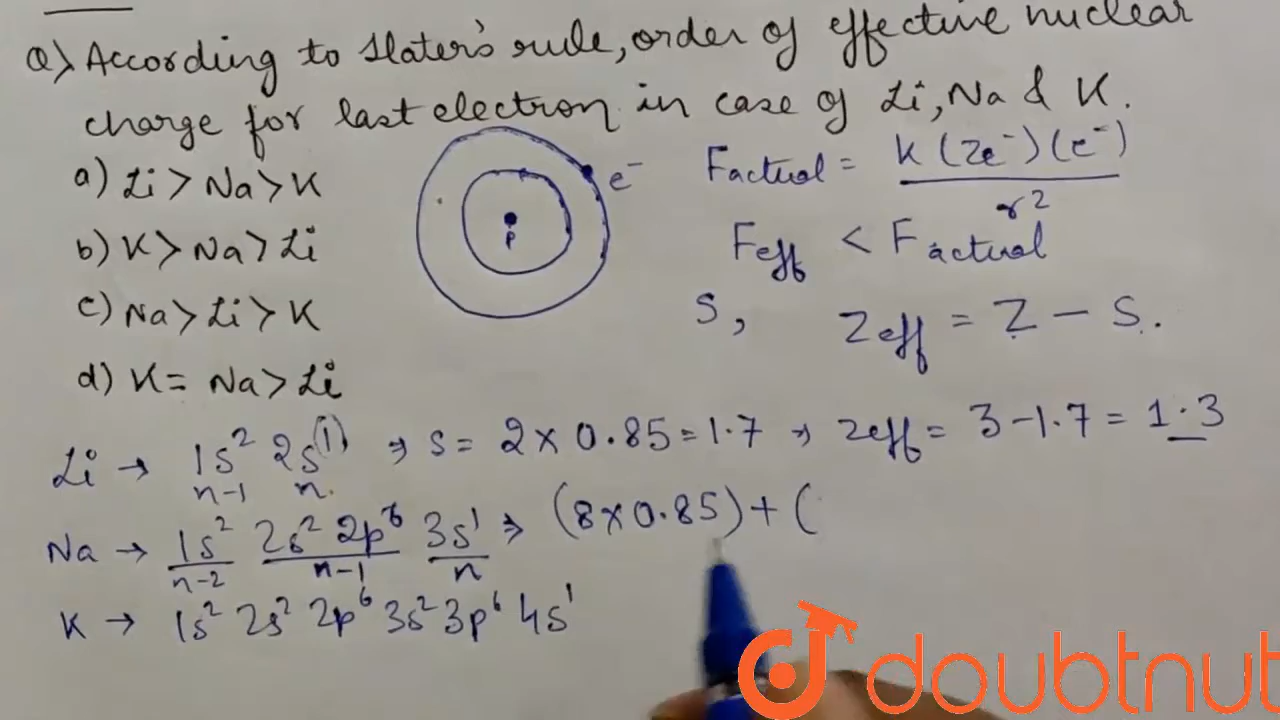 Q) According to slater's rule, order of effective nuclear
charge for last electron in case of Li, Na & K.
a) Li > Na > K
b) K > Na > Li
c) Na > Li > K
d) K = Na > Li
e⁻
p
Factual = K (Ze⁻) (e⁻) / r²
Feff < Factual
S, Zeff = Z - S.
Li → 1s² 2s⁽¹⁾ ⇒ S = 2 × 0.85 = 1.7 ⇒ Zeff = 3 - 1.7 = 1.3
n-1 n.
Na → 1s² 2s² 2p⁶ 3s¹ ⇒ (8 × 0.85) + (
n-2 n-1 n
K → 1s² 2s² 2p⁶ 3s² 3p⁶ 4s¹
doubtnut